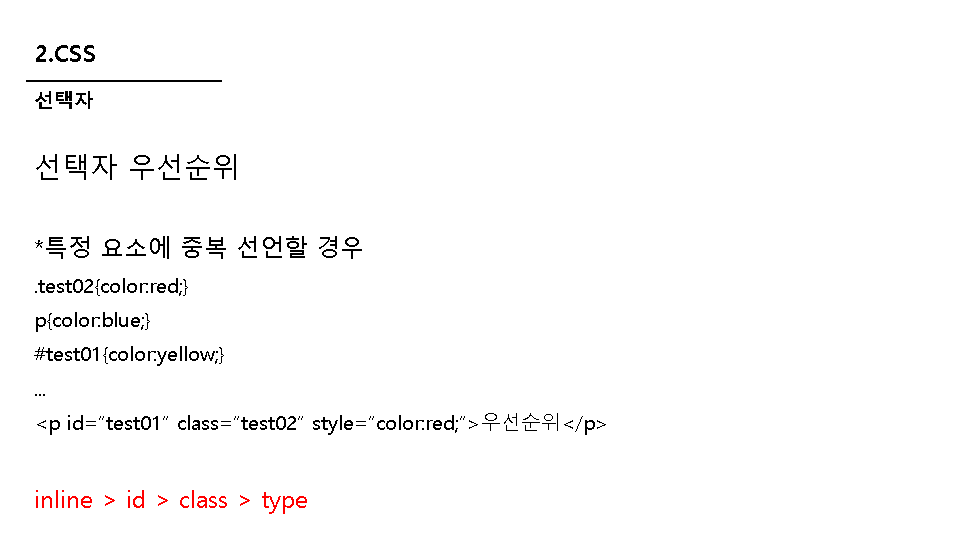 2.CSS
선택자
선택자 우선순위
*특정 요소에 중복 선언할 경우
.test02{color:red;}
p{color:blue;}
#test01{color:yellow;}
...
<p id="test01" class="test02" style="color:red;">우선순위</p>
inline > id > class > type